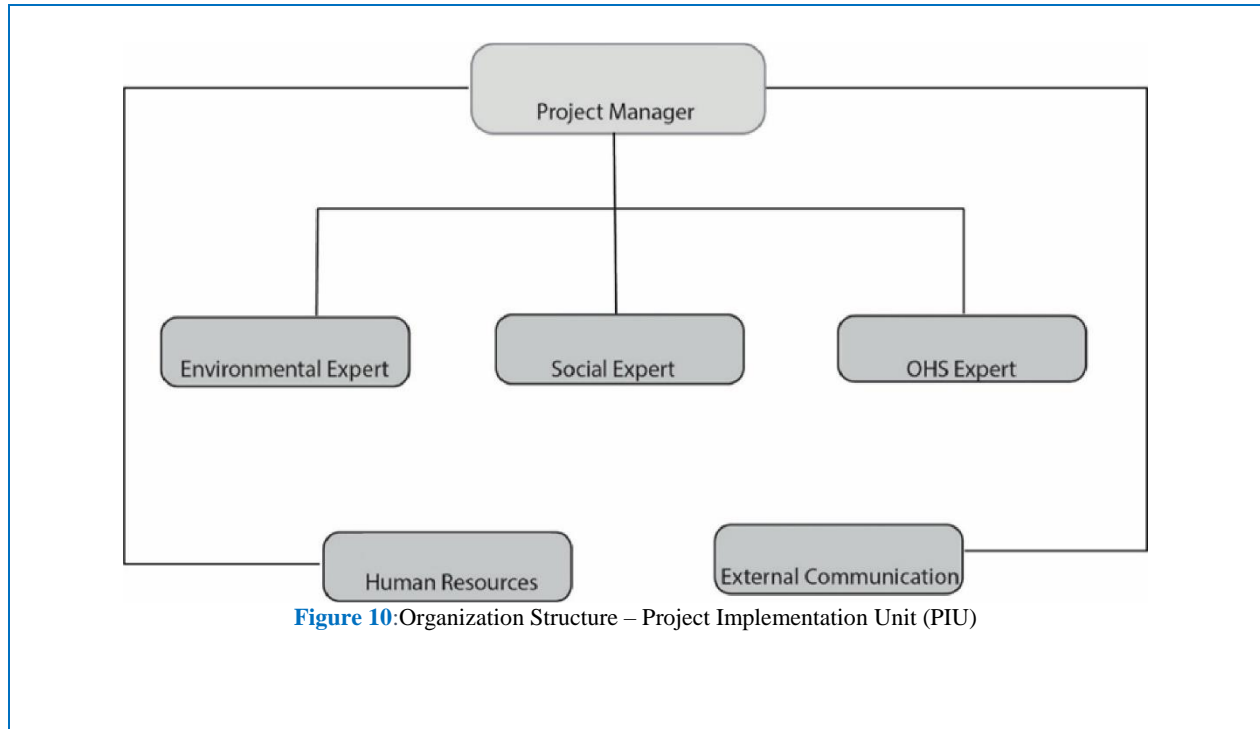 Project Manager
Environmental Expert
Social Expert
OHS Expert
Human Resources
External Communication
Figure 10:Organization Structure – Project Implementation Unit (PIU)